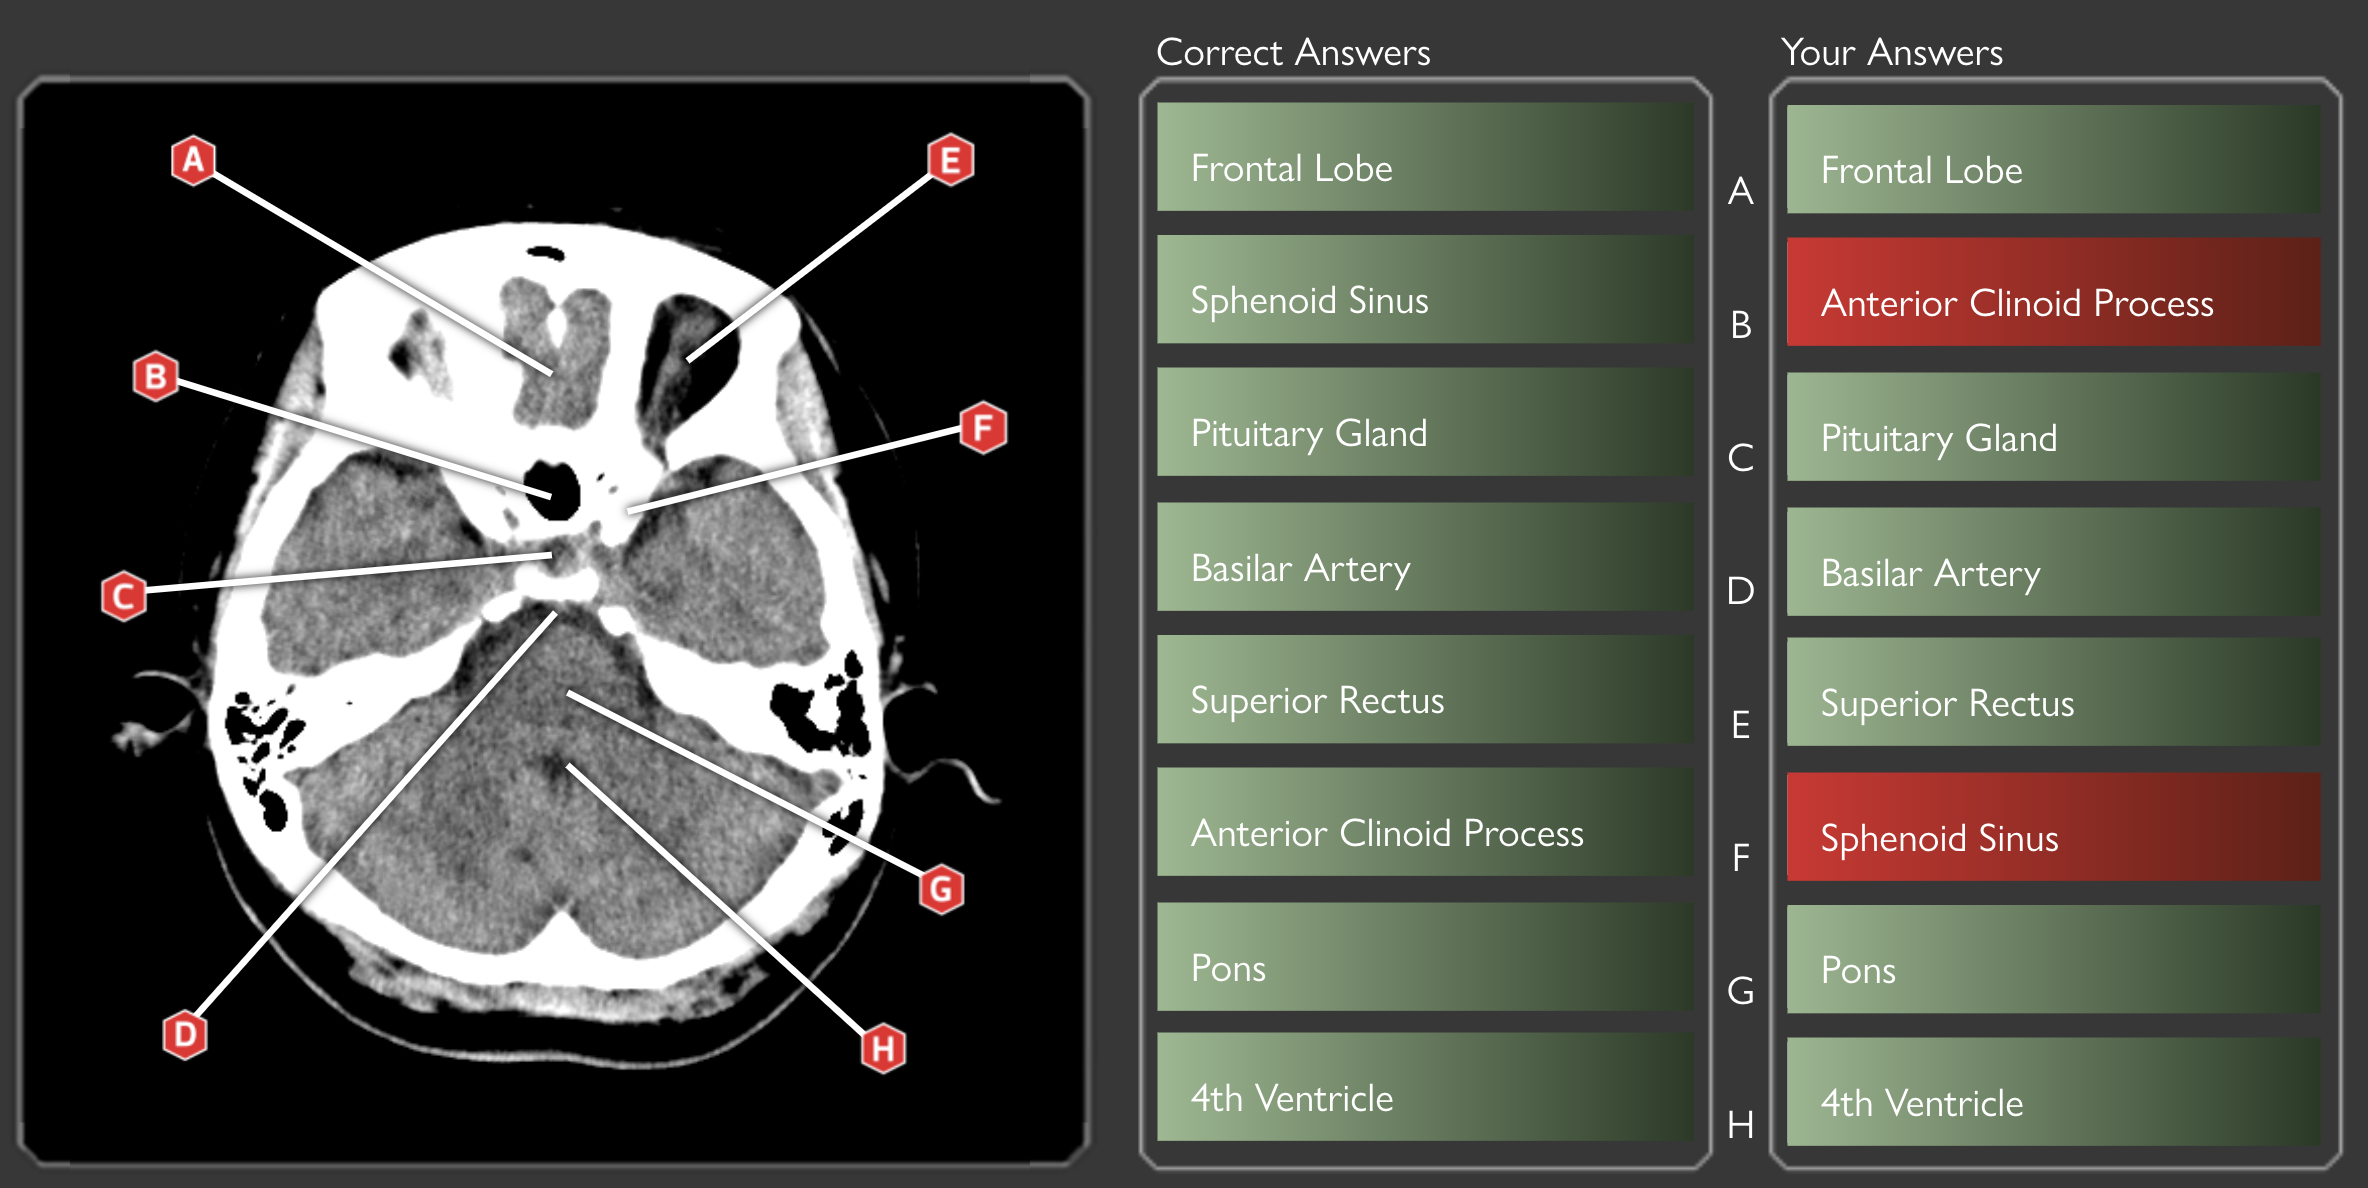 Correct Answers
Your Answers
A
E
B
F
C
G
D
H
Frontal Lobe
Sphenoid Sinus
Pituitary Gland
Basilar Artery
Superior Rectus
Anterior Clinoid Process
Pons
4th Ventricle
A
B
C
D
E
F
G
H
Frontal Lobe
Anterior Clinoid Process
Pituitary Gland
Basilar Artery
Superior Rectus
Sphenoid Sinus
Pons
4th Ventricle